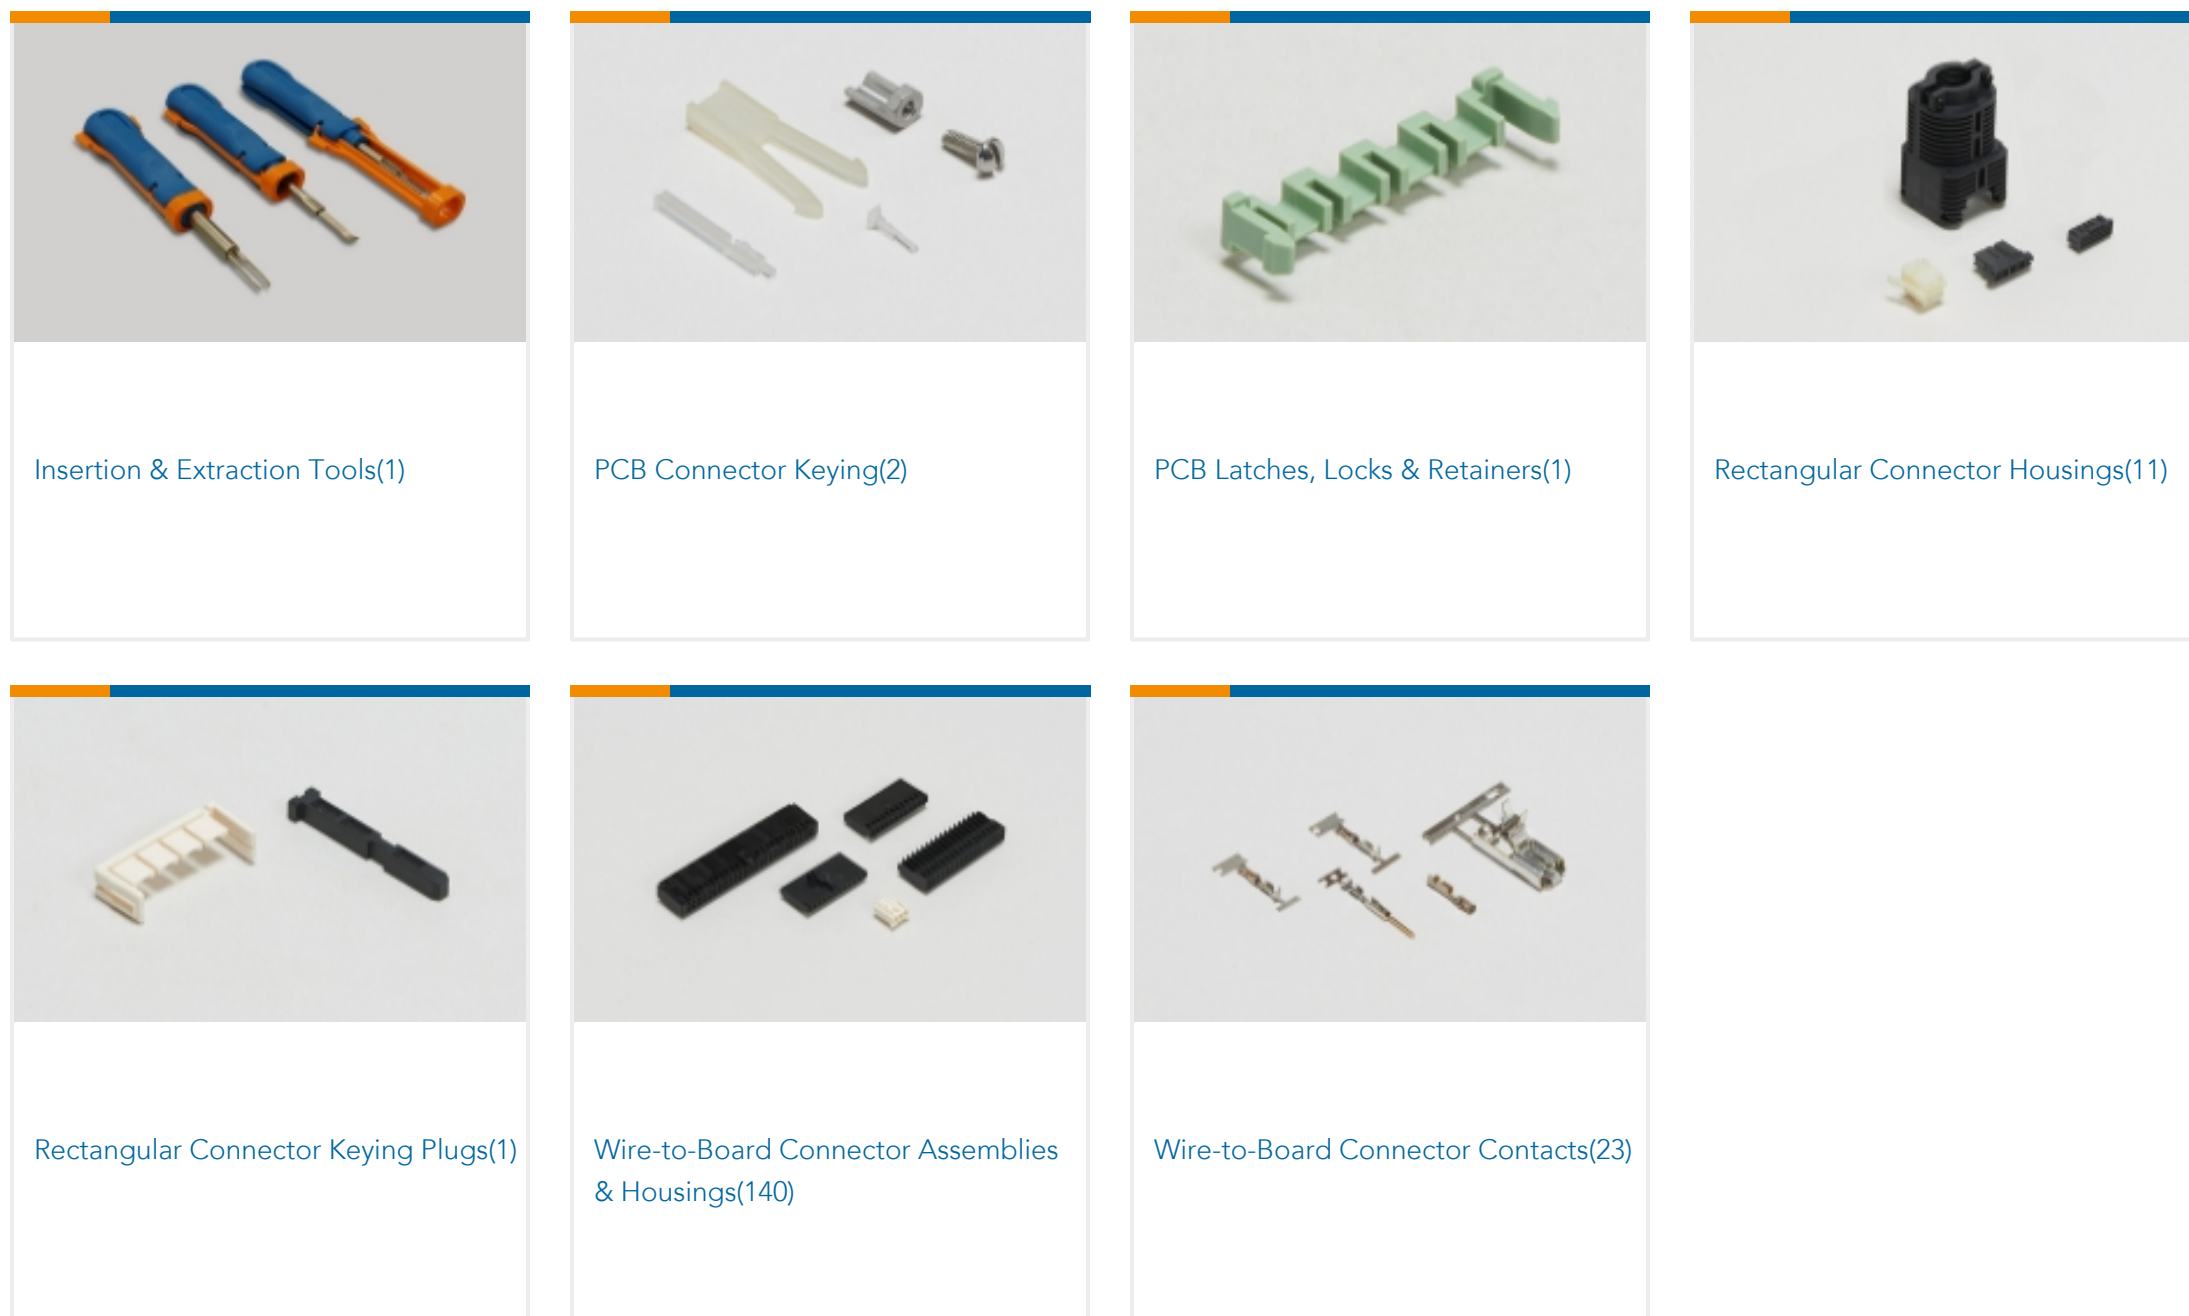 Insertion & Extraction Tools(1)
PCB Connector Keying(2)
PCB Latches, Locks & Retainers(1)
Rectangular Connector Housings(11)
Rectangular Connector Keying Plugs(1)
Wire-to-Board Connector Assemblies
& Housings(140)
Wire-to-Board Connector Contacts(23)